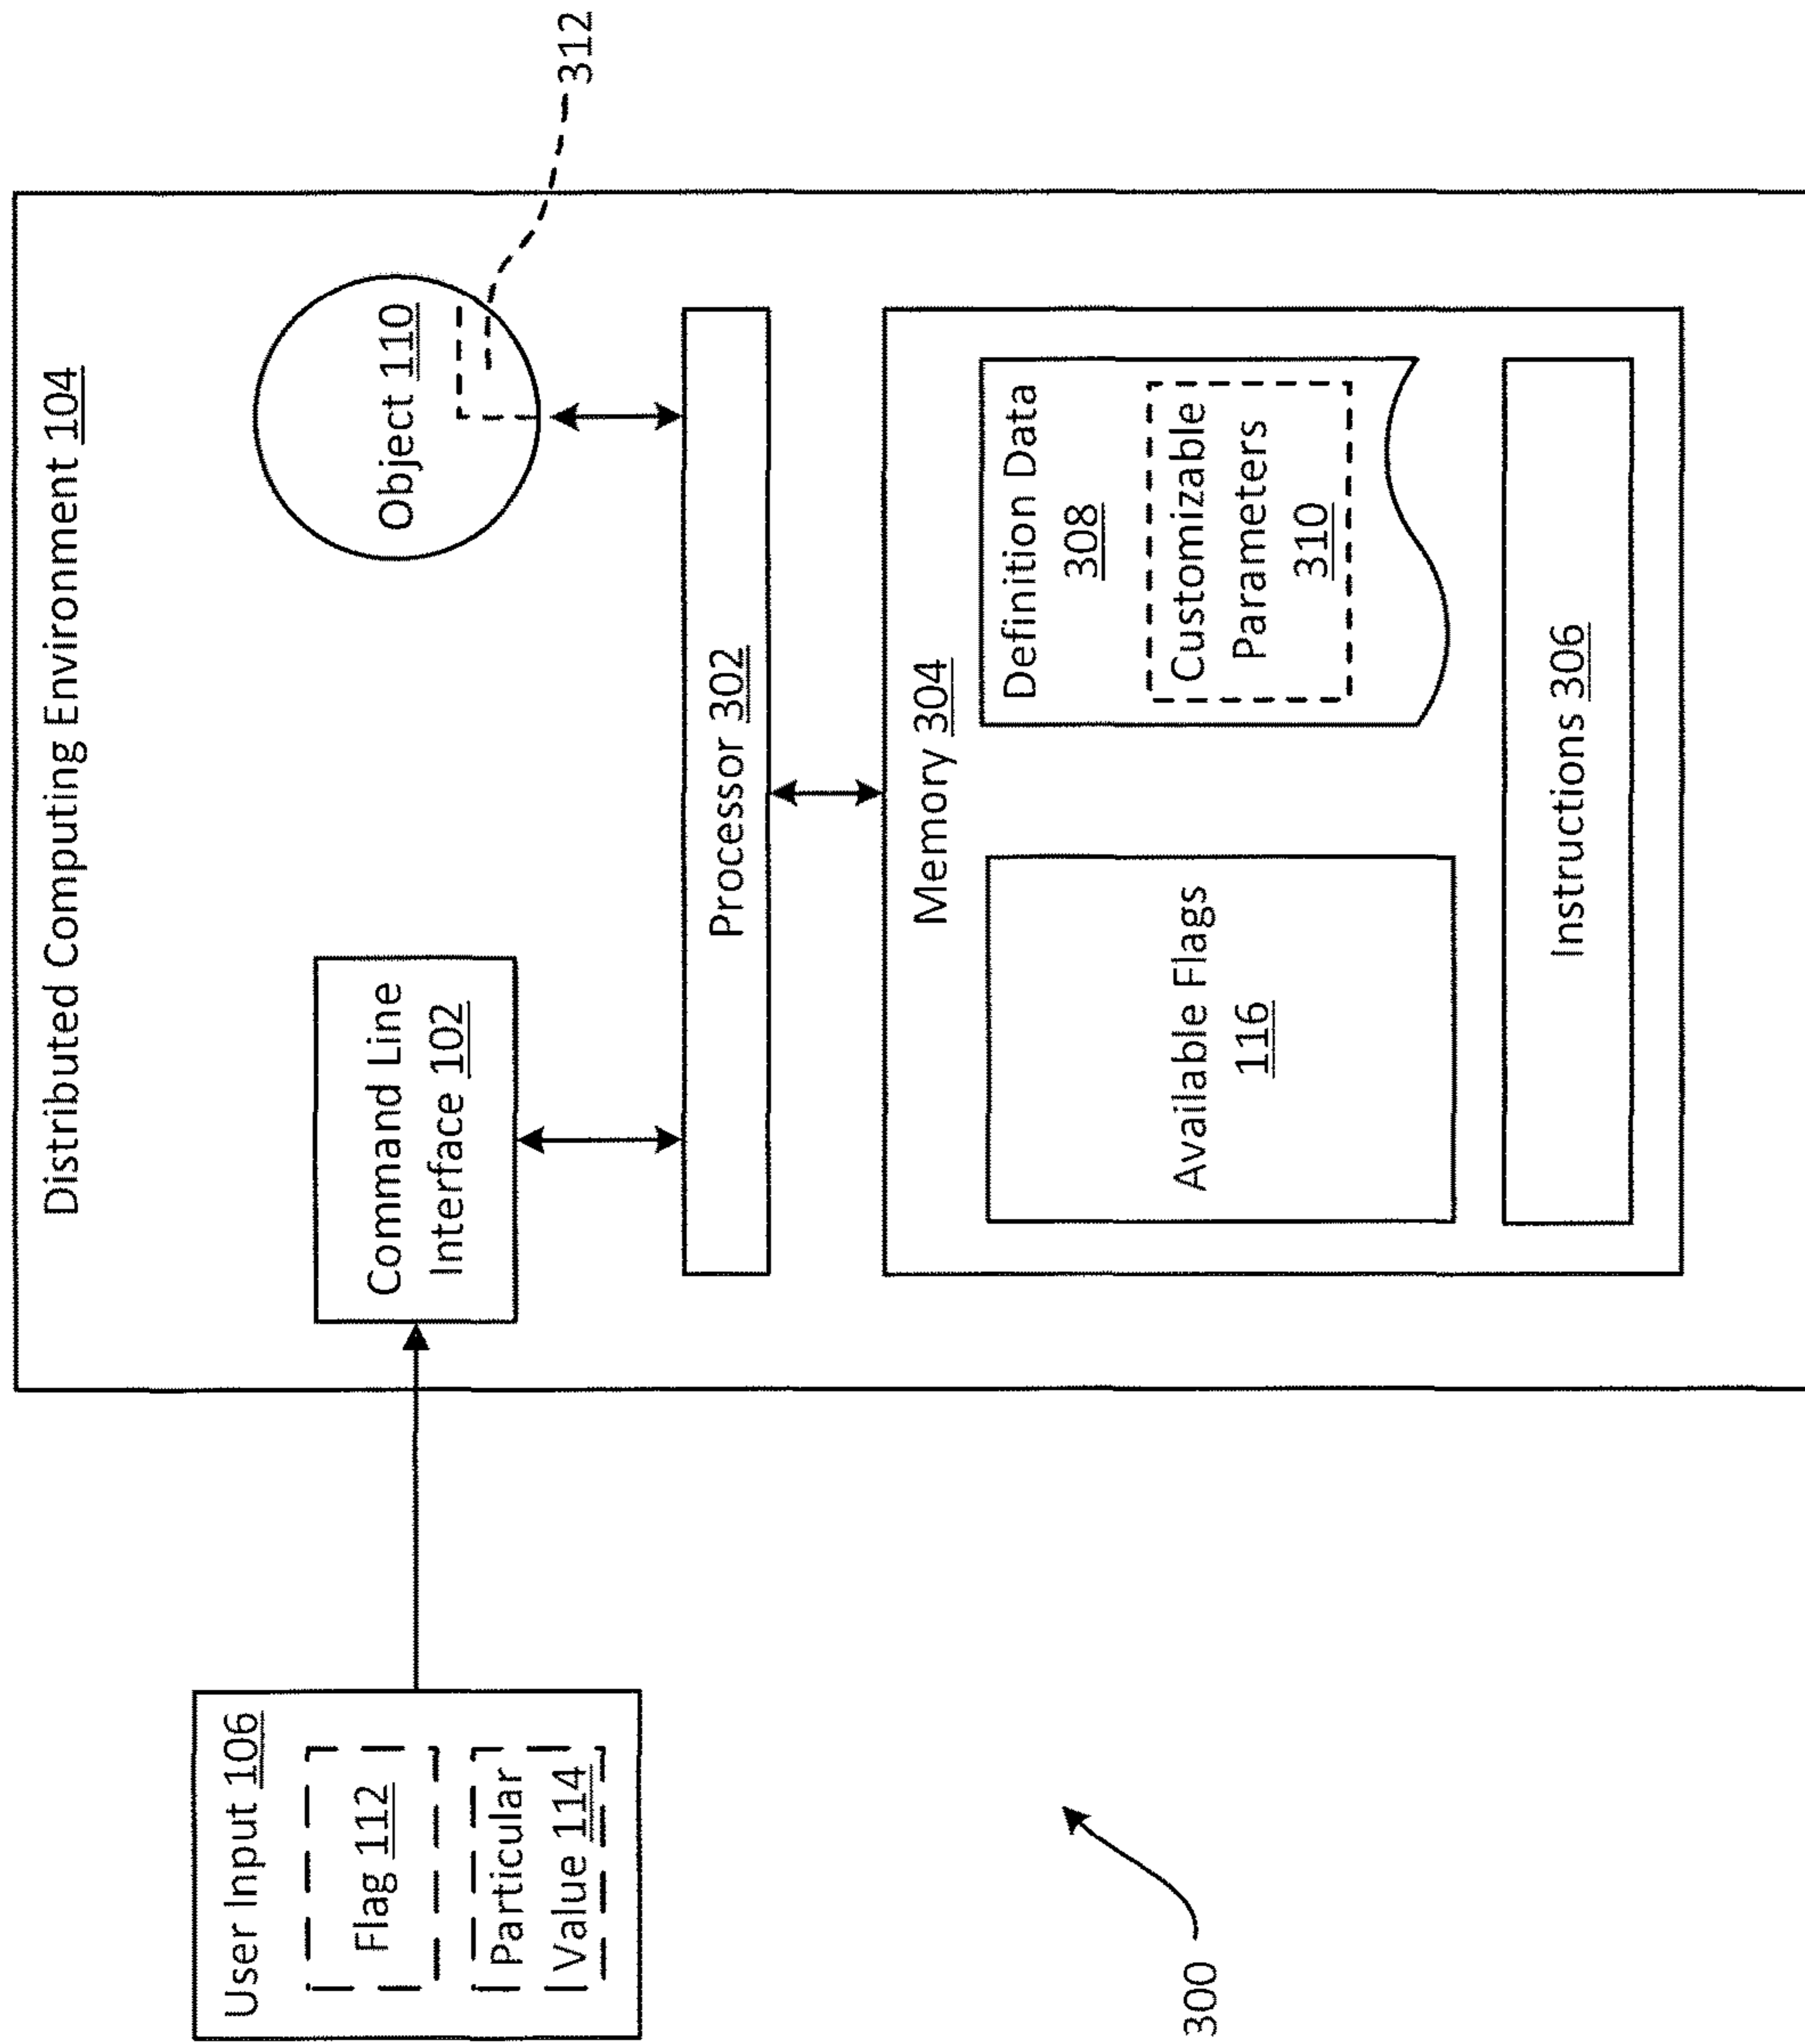 Distributed Computing Environment 104
User Input 106
Flag 112
Particular
Value 114
Command Line
Interface 102
Object 110
312
Processor 302
Memory 304
Available Flags
116
Definition Data
308
Customizable
Parameters
310
Instructions 306
300